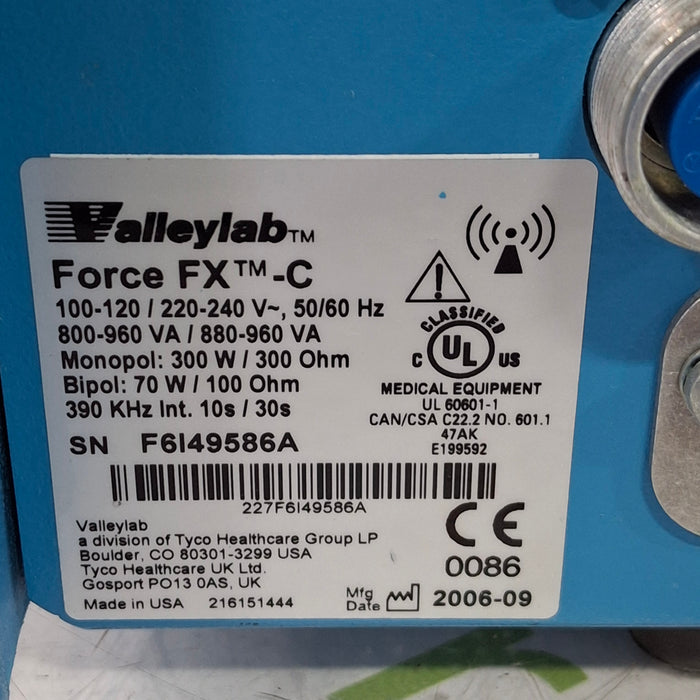 Valleylab™
Force FX™-C
100-120 / 220-240 V~, 50/60 Hz
800-960 VA / 880-960 VA
Monopol: 300 W / 300 Ohm
Bipol: 70 W / 100 Ohm
390 KHz Int. 10s / 30s
SN F6I49586A
227F6I49586A
CLASSIFIED
C UL US
MEDICAL EQUIPMENT
UL 60601-1
CAN/CSA C22.2 NO. 601.1
47AK
E199592
Valleylab
a division of Tyco Healthcare Group LP
Boulder, CO 80301-3299 USA
Tyco Healthcare UK Ltd.
Gosport PO13 0AS, UK
Made in USA 216151444
CE
0086
Mfg
Date 2006-09